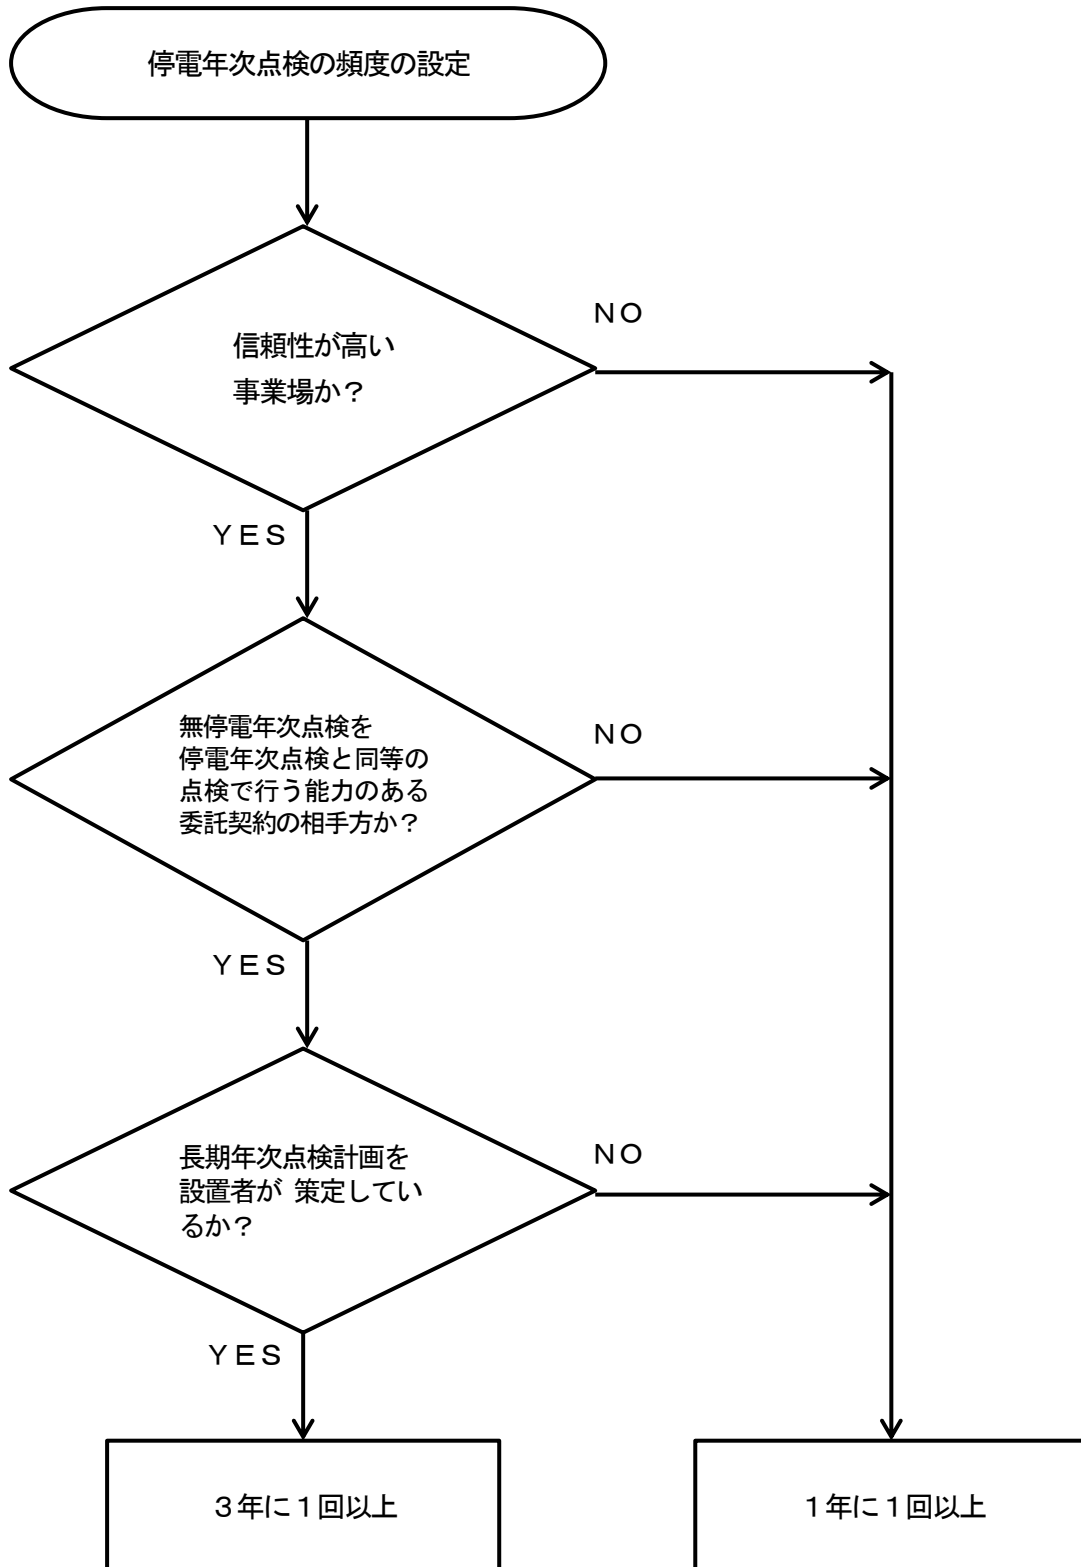 停電年次点検の頻度の設定
信頼性が高い
事業場か？
ＮＯ
ＹＥＳ
無停電年次点検を
停電年次点検と同等の
点検で行う能力のある
委託契約の相手方か？
ＮＯ
ＹＥＳ
長期年次点検計画を
設置者が 策定してい
るか？
ＮＯ
ＹＥＳ
３年に１回以上
１年に１回以上